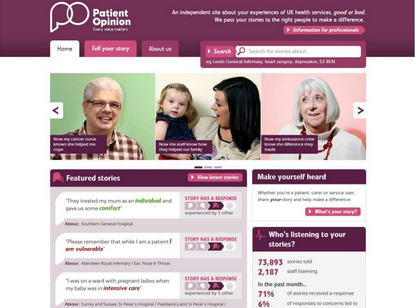 Patient
Opinion
Every voice matters
An independent site about your experiences of UK health services, good or bad.
We pass your stories to the right people to make a difference.
Information for professionals
Home
Tell your story
About us
Search
Search for stories about...
eg Leeds General Infirmary, heart surgery, depression, S3 8EN
Now my cancer nurse
knows she helped me
cope
Now the staff know how
they helped our family
Now my ambulance crew
know the difference they
made
Featured stories
View latest stories
"They treated my mum as an individual and
gave us some comfort"
STORY HAS A RESPONSE
experienced by 1 other
About: Southern General Hospital
"Please remember that while I am a patient I
am vulnerable"
STORY HAS A RESPONSE
About: Aberdeen Royal Infirmary / Ear, Nose & Throat
"I was on a ward with pregnant ladies when
my baby was in intensive care"
STORY HAS A RESPONSE
experienced by 1 other
About: Surrey and Sussex, St Peter's Hospital / Paediatrics and St Peter's Hospital /
Make yourself heard
Whether you're a patient, carer or service user,
share your story and help make a difference.
What's your story?
Who's listening to your
stories?
73,893 stories told
2,187 staff listening
In the past month...
71% of stories received a response
6% of responses to concerns led to